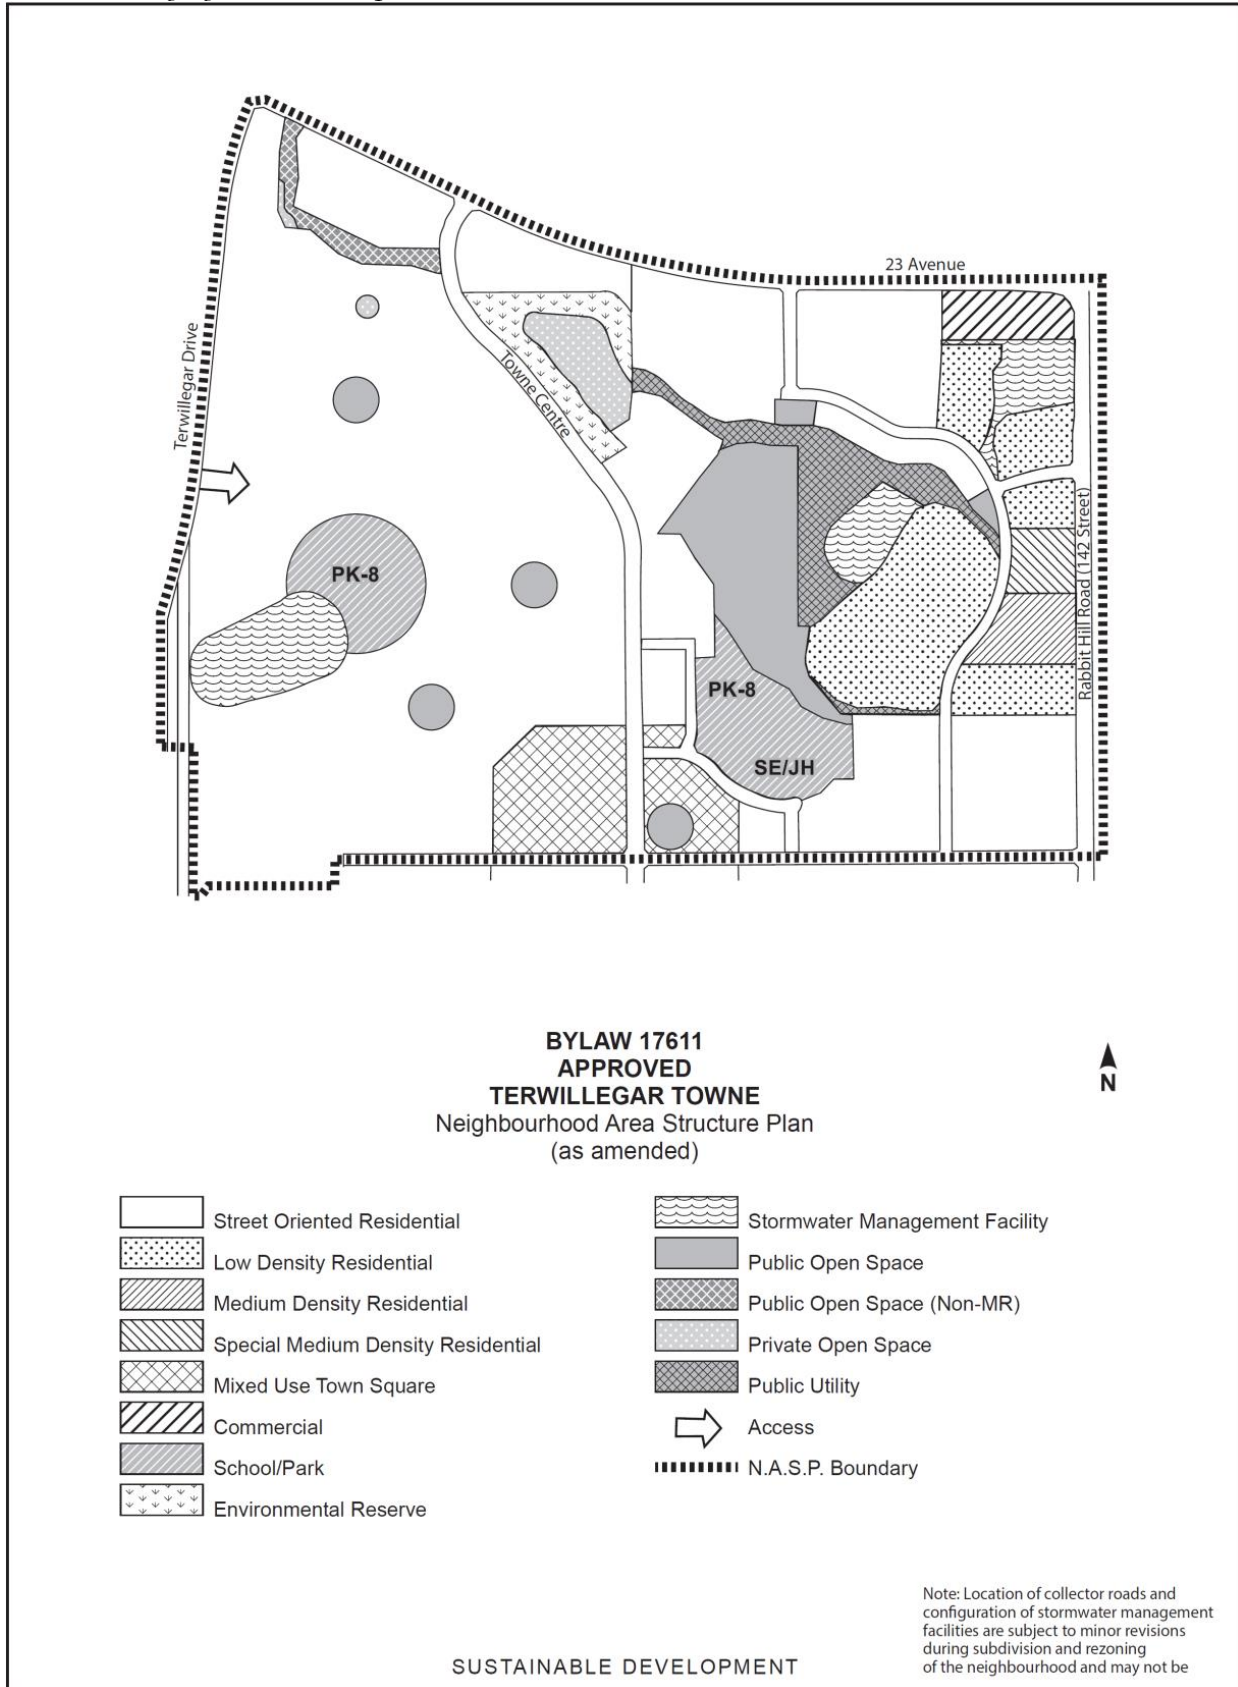 23 Avenue
Terwillegar Drive
Towne Centre
PK-8
Rabbit Hill Road (142 Street)
PK-8
SE/JH
BYLAW 17611
APPROVED
TERWILLEGAR TOWNE
Neighbourhood Area Structure Plan
(as amended)
N
Street Oriented Residential
Low Density Residential
Medium Density Residential
Special Medium Density Residential
Mixed Use Town Square
Commercial
School/Park
Environmental Reserve
Stormwater Management Facility
Public Open Space
Public Open Space (Non-MR)
Private Open Space
Public Utility
Access
N.A.S.P. Boundary
Note: Location of collector roads and
configuration of stormwater management
facilities are subject to minor revisions
during subdivision and rezoning
of the neighbourhood and may not be
SUSTAINABLE DEVELOPMENT